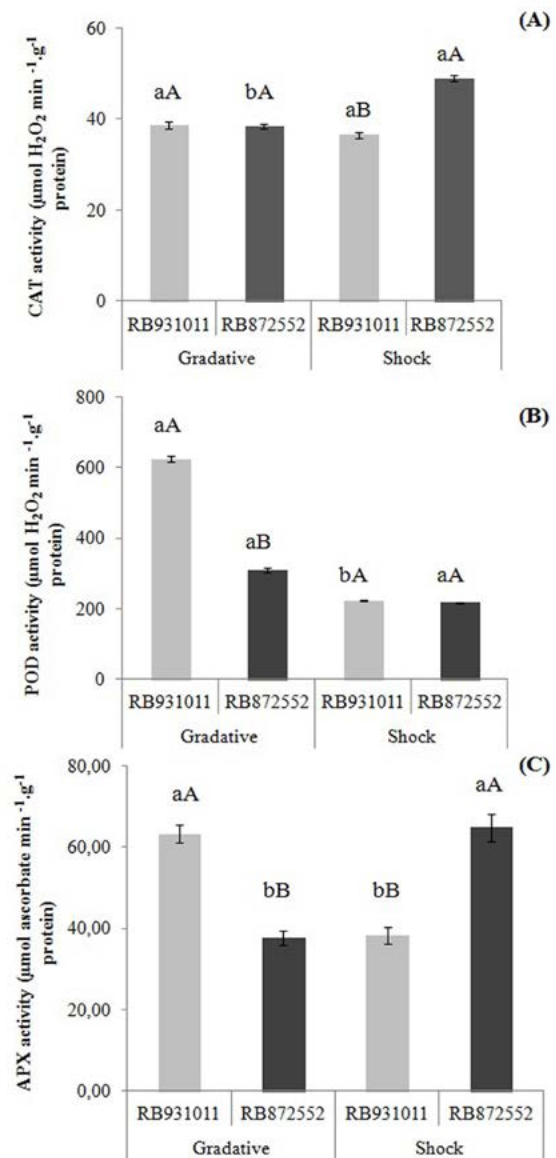 (A)
CAT activity (µmol H₂O₂ min ⁻¹.g⁻¹
protein)
60
40
20
0
aA
bA
aB
aA
RB931011 RB872552 RB931011 RB872552
Gradative Shock
(B)
POD activity (µmol H₂O₂ min ⁻¹.g⁻¹
protein)
800
600
400
200
0
aA
aB
bA
aA
RB931011 RB872552 RB931011 RB872552
Gradative Shock
(C)
APX activity (µmol ascorbate min ⁻¹.g⁻¹
protein)
80,00
60,00
40,00
20,00
0,00
aA
bB
bB
aA
RB931011 RB872552 RB931011 RB872552
Gradative Shock